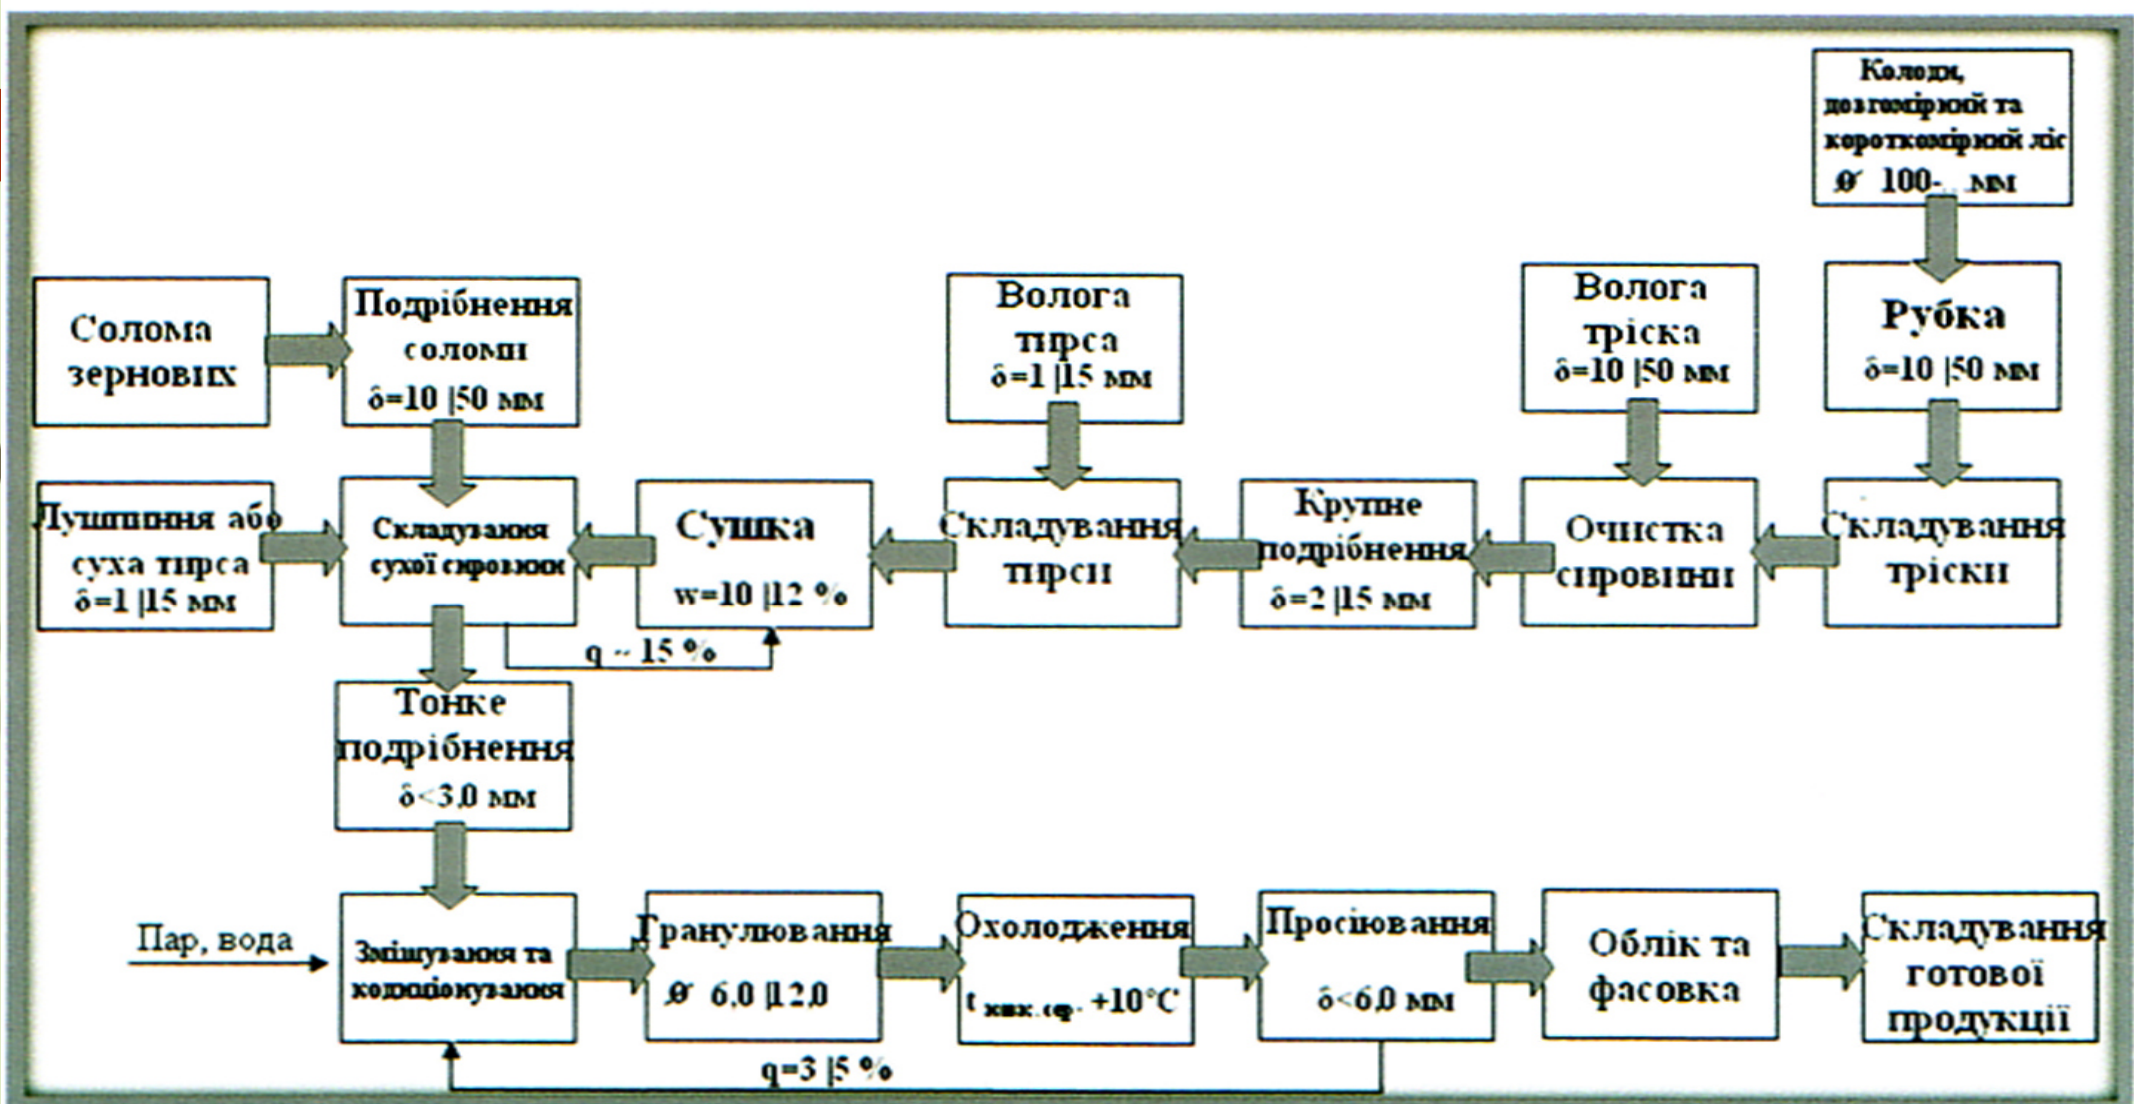 Колоди,
довгомірний та
короткомірний ліс
Ø 100-... мм
Солома
зернових
Подрібнення
соломи
δ=10 |50 мм
Волога
тирса
δ=1 |15 мм
Волога
тріска
δ=10 |50 мм
Рубка
δ=10 |50 мм
Лушпиння або
суха тирса
δ=1 |15 мм
Складування
сухої сировини
Сушка
w=10 |12 %
Складування
тирси
Крупне
подрібнення
δ=2 |15 мм
Очистка
сировини
Складування
тріски
q ~ 15 %
Тонке
подрібнення
δ<3,0 мм
Пар, вода
Змішування та
кодиціонування
Гранулювання
Ø 6,0 |12,0
Охолодження
t +10°C
Просіювання
δ<6,0 мм
Облік та
фасовка
Складування
готової
продукції
q=3 |5 %